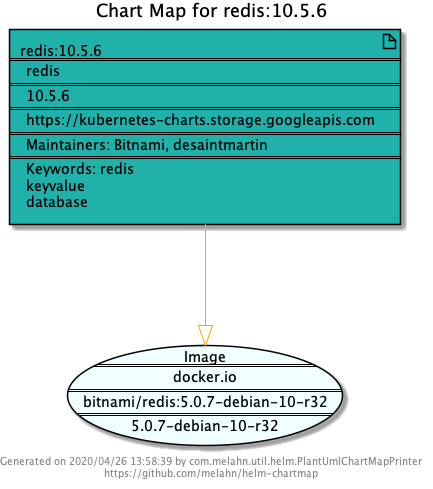 Chart Map for redis:10.5.6
redis:10.5.6
redis
10.5.6
https://kubernetes-charts.storage.googleapis.com
Maintainers: Bitnami, desaintmartin
Keywords: redis
keyvalue
database
Image
docker.io
bitnami/redis:5.0.7-debian-10-r32
5.0.7-debian-10-r32
Generated on 2020/04/26 13:58:39 by com.melahn.util.helm.PlantUmlChartMapPrinter
https://github.com/melahn/helm-chartmap